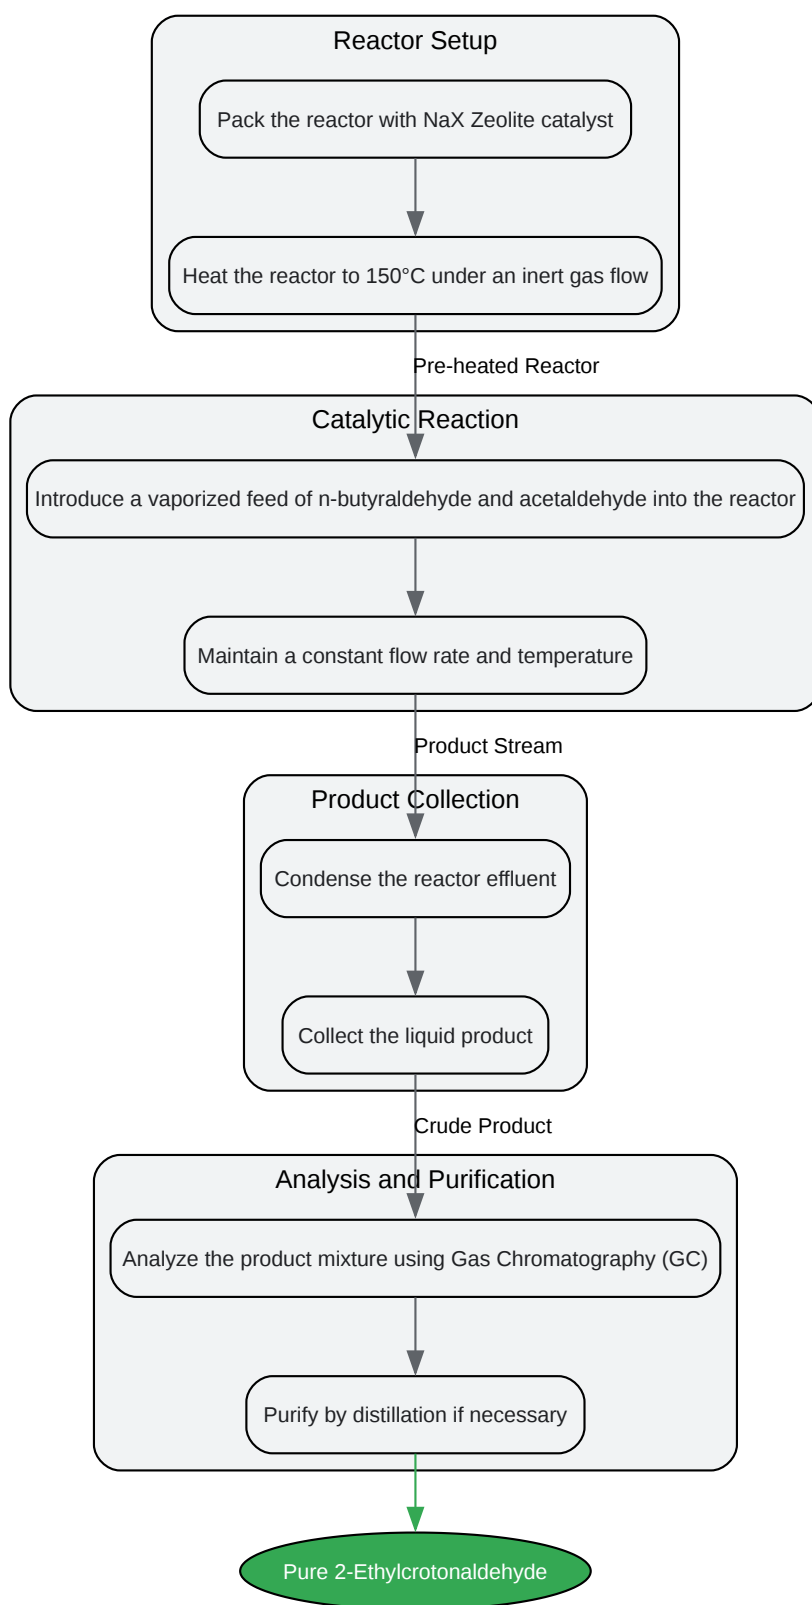 Reactor Setup
Pack the reactor with NaX Zeolite catalyst
Heat the reactor to 150°C under an inert gas flow
Pre-heated Reactor
Catalytic Reaction
Introduce a vaporized feed of n-butyraldehyde and acetaldehyde into the reactor
Maintain a constant flow rate and temperature
Product Stream
Product Collection
Condense the reactor effluent
Collect the liquid product
Crude Product
Analysis and Purification
Analyze the product mixture using Gas Chromatography (GC)
Purify by distillation if necessary
Pure 2-Ethylcrotonaldehyde